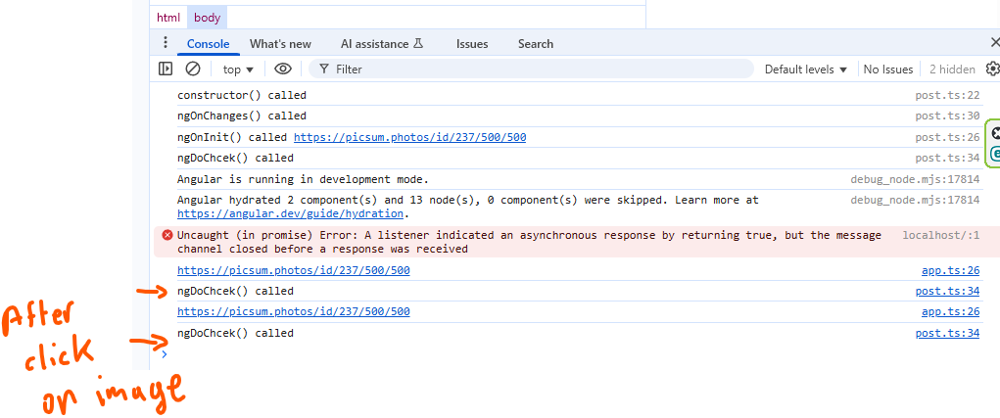 html body
Console What's new AI assistance Issues Search
top Filter Default levels No Issues 2 hidden
constructor() called post.ts:22
ngOnChanges() called post.ts:30
ngOnInit() called https://picsum.photos/id/237/500/500 post.ts:26
ngDoChcek() called post.ts:34
Angular is running in development mode. debug_node.mjs:17814
Angular hydrated 2 component(s) and 13 node(s), 0 component(s) were skipped. Learn more at debug_node.mjs:17814
https://angular.dev/guide/hydration.
Uncaught (in promise) Error: A listener indicated an asynchronous response by returning true, but the message localhost/:1
channel closed before a response was received
https://picsum.photos/id/237/500/500 app.ts:26
ngDoChcek() called post.ts:34
https://picsum.photos/id/237/500/500 app.ts:26
ngDoChcek() called post.ts:34
After
click
on image